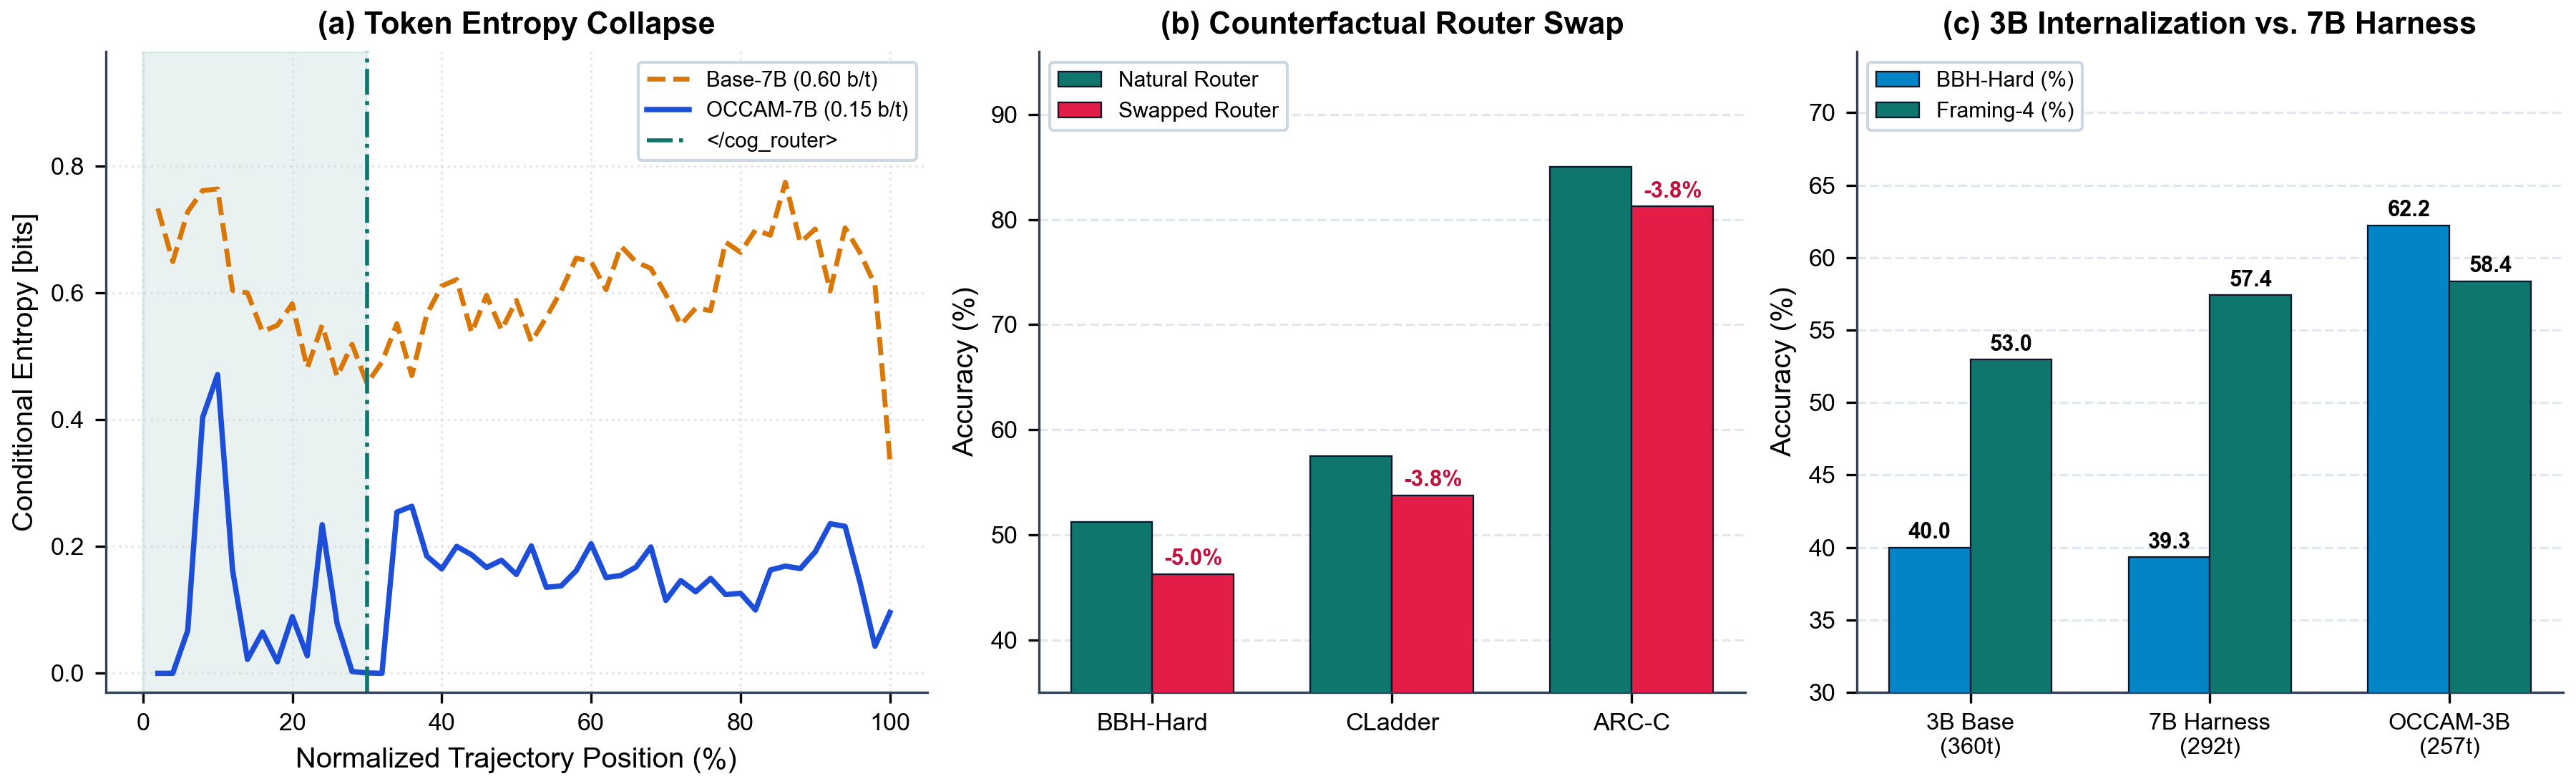 (a) Token Entropy Collapse
Conditional Entropy [bits]
0.8
0.6
0.4
0.2
0.0
Base-7B (0.60 b/t)
OCCAM-7B (0.15 b/t)
</cog_router>
0 20 40 60 80 100
Normalized Trajectory Position (%)
(b) Counterfactual Router Swap
Accuracy (%)
90
80
70
60
50
40
Natural Router
Swapped Router
-5.0%
-3.8%
-3.8%
BBH-Hard CLadder ARC-C
(c) 3B Internalization vs. 7B Harness
Accuracy (%)
70
65
60
55
50
45
40
35
30
BBH-Hard (%)
Framing-4 (%)
40.0
53.0
39.3
57.4
62.2
58.4
3B Base
(360t)
7B Harness
(292t)
OCCAM-3B
(257t)